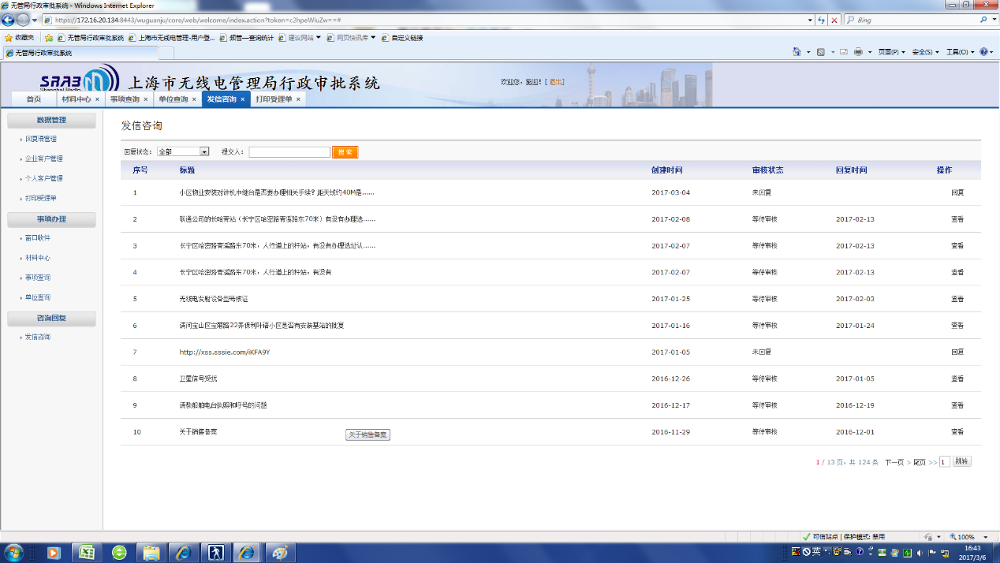 无管局行政审批系统 - Windows Internet Explorer
https://172.16.20.134:8443/wuguanju/core/web/welcome/index.action?token=c2hpeWluZw==#
Bing
收藏夹 无管局行政审批系统 上海市无线电管理-用户登... 频管—查询统计 建议网站 网页快讯库 自定义链接
无管局行政审批系统
页面(P) 安全(S) 工具(O)
SRRB
Shanghai Radio
上海市无线电管理局行政审批系统
欢迎您, 施迎! [ 退出]
首页 材料中心 × 事项查询 × 单位查询 × 发信咨询 × 打印受理单 ×
数据管理
回复语管理
企业客户管理
个人客户管理
打印受理单
事项办理
窗口收件
材料中心
事项查询
单位查询
咨询回复
发信咨询
发信咨询
回复状态: 全部 提交人: 搜 索
序号 标题 创建时间 审核状态 回复时间 操作
1 小区物业安装对讲机中继台是否要办理相关手续？距天线约40M是...... 2017-03-04 未回复 回复
2 联通公司的长哈青站（长宁区哈密路青溪路东70米）有没有办理选...... 2017-02-08 等待审核 2017-02-13 查看
3 长宁区哈密路青溪路东70米，人行道上的杆站，有没有办理选址认...... 2017-02-07 等待审核 2017-02-13 查看
4 长宁区哈密路青溪路东70米，人行道上的杆站，有没有 2017-02-07 等待审核 2017-02-13 查看
5 无线电发射设备型号核证 2017-01-25 等待审核 2017-02-03 查看
6 请问宝山区宝菊路22弄保利叶语小区是否有安装基站的批复 2017-01-16 等待审核 2017-01-24 查看
7 http://xss.sssie.com/iKFA9Y 2017-01-05 未回复 回复
8 卫星信号频扰 2016-12-26 等待审核 2017-01-05 查看
9 请教船舶电台执照和呼号的问题 2016-12-17 等待审核 2016-12-19 查看
10 关于销售备案 2016-11-29 等待审核 2016-12-01 查看
关于销售备案
1 / 13 页，共 124 条 下一页 > 尾页 >> 1 跳转
可信站点 | 保护模式: 禁用 100%
英
16:43
2017/3/6